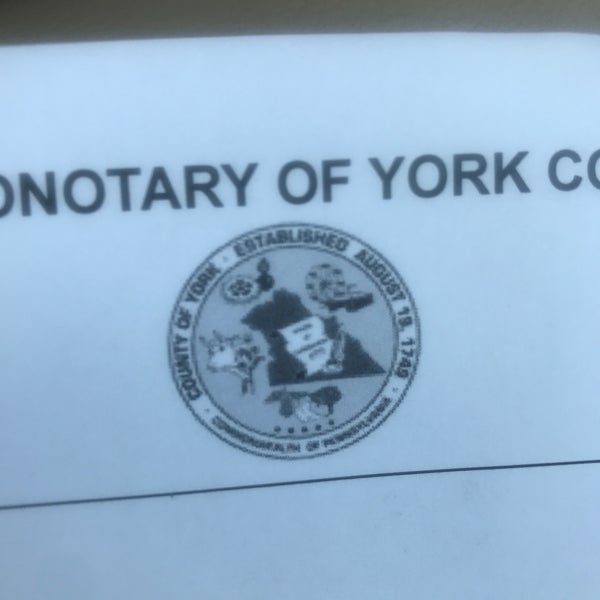 ONOTARY OF YORK CO
COUNTY OF YORK · ESTABLISHED AUGUST 19, 1749 ·
COMMONWEALTH OF PENNSYLVANIA